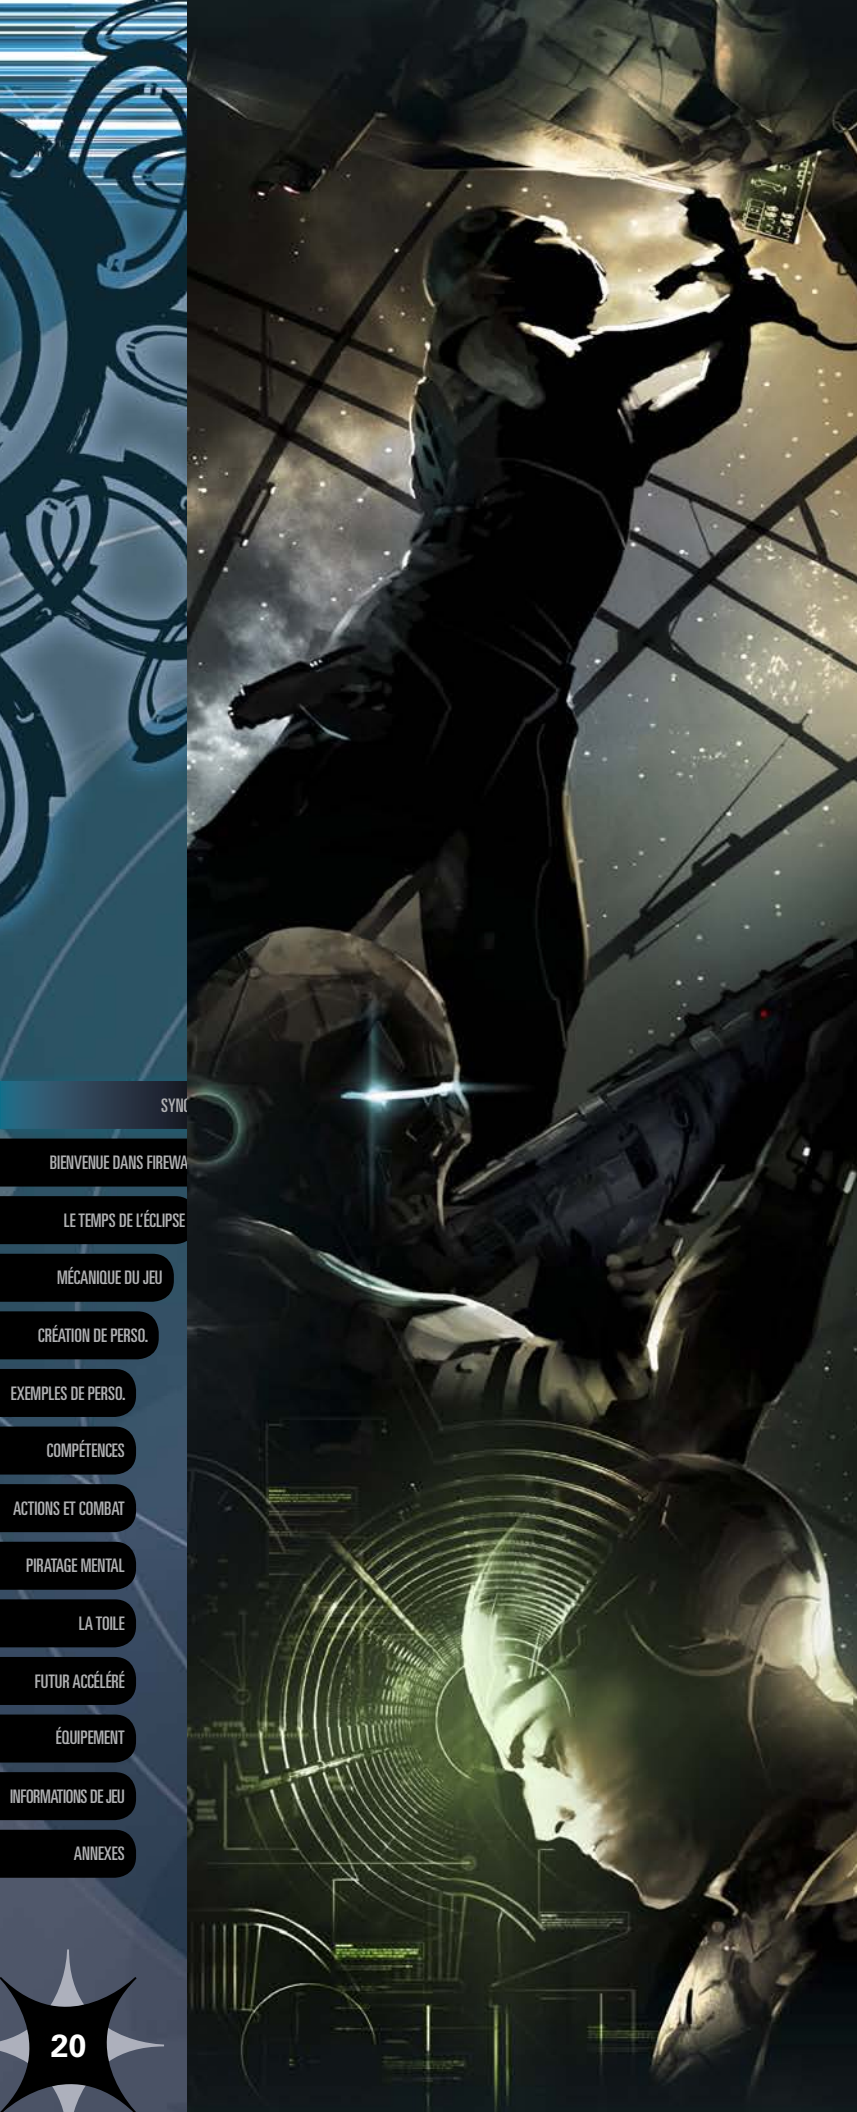 SYNO
BIENVENUE DANS FIREWA
LE TEMPS DE L'ÉCLIPSE
MÉCANIQUE DU JEU
CRÉATION DE PERSO.
EXEMPLES DE PERSO.
COMPÉTENCES
ACTIONS ET COMBAT
PIRATAGE MENTAL
LA TOILE
FUTUR ACCÉLÉRÉ
ÉQUIPEMENT
INFORMATIONS DE JEU
ANNEXES
20